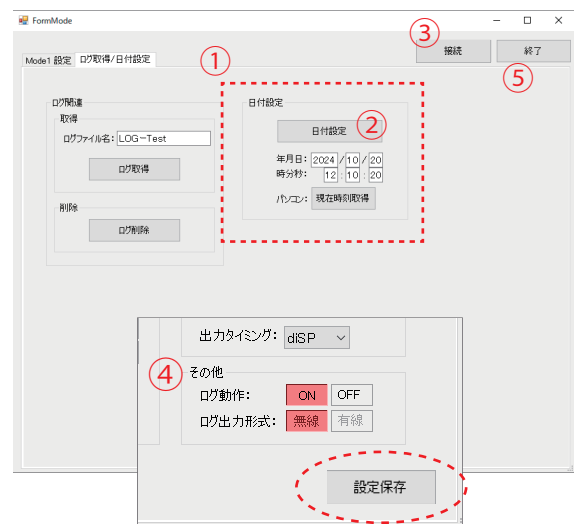 FormMode
③
接続
終了
Mode1 設定
ログ取得/日付設定
①
⑤
ログ関連
取得
ログファイル名:
LOG-Test
ログ取得
削除
ログ削除
日付設定
日付設定
②
年月日: 2024 / 10 / 20
時分秒: 12 : 10 : 20
パソコン: 現在時刻取得
出力タイミング: diSP
④
その他
ログ動作: ON OFF
ログ出力形式: 無線 有線
設定保存